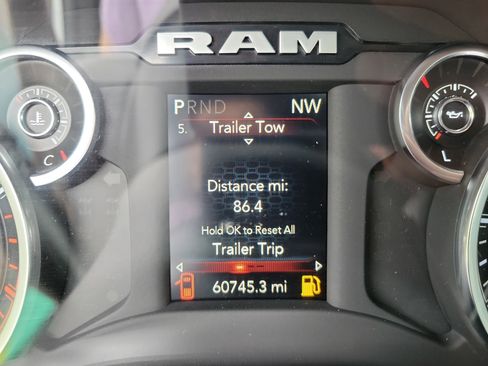 RAM
PRND NW
5. Trailer Tow
Distance mi:
86.4
Hold OK to Reset All
Trailer Trip
60745.3 mi
C
L